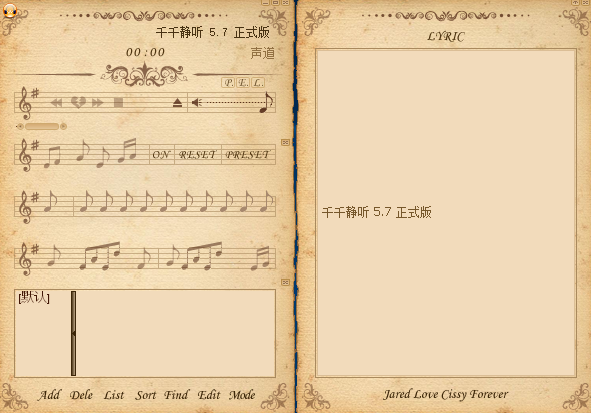 千千静听 5.7 正式版
00:00
声道
P. E. L.
ON RESET PRESET
[默认]
Add Dele List Sort Find Edit Mode
LYRIC
千千静听 5.7 正式版
Jared Love Cissy Forever